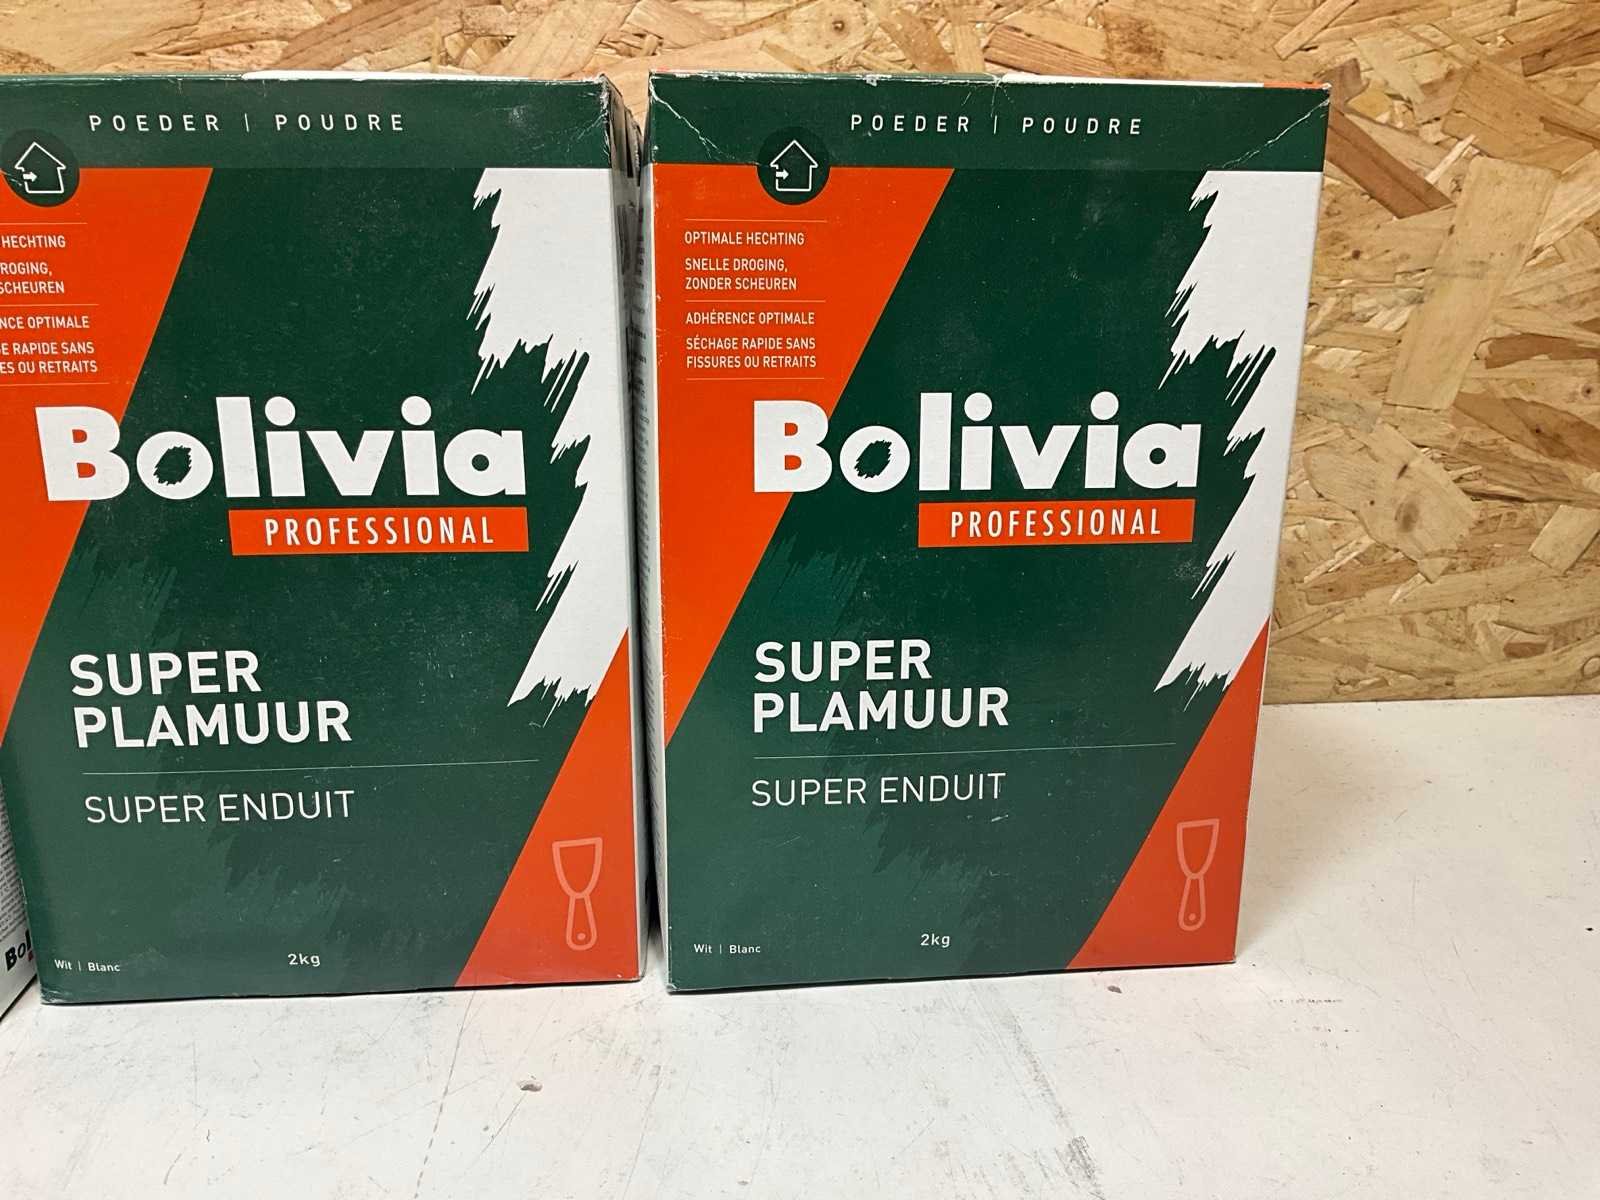 POEDER | POUDRE
HECHTING
ROGING,
SCHEUREN
NCE OPTIMALE
GE RAPIDE SANS
ES OU RETRAITS
Bolivia
PROFESSIONAL
SUPER
PLAMUUR
SUPER ENDUIT
Wit | Blanc
2kg
POEDER | POUDRE
OPTIMALE HECHTING
SNELLE DROGING,
ZONDER SCHEUREN
ADHÉRENCE OPTIMALE
SÉCHAGE RAPIDE SANS
FISSURES OU RETRAITS
Bolivia
PROFESSIONAL
SUPER
PLAMUUR
SUPER ENDUIT
Wit | Blanc
2kg